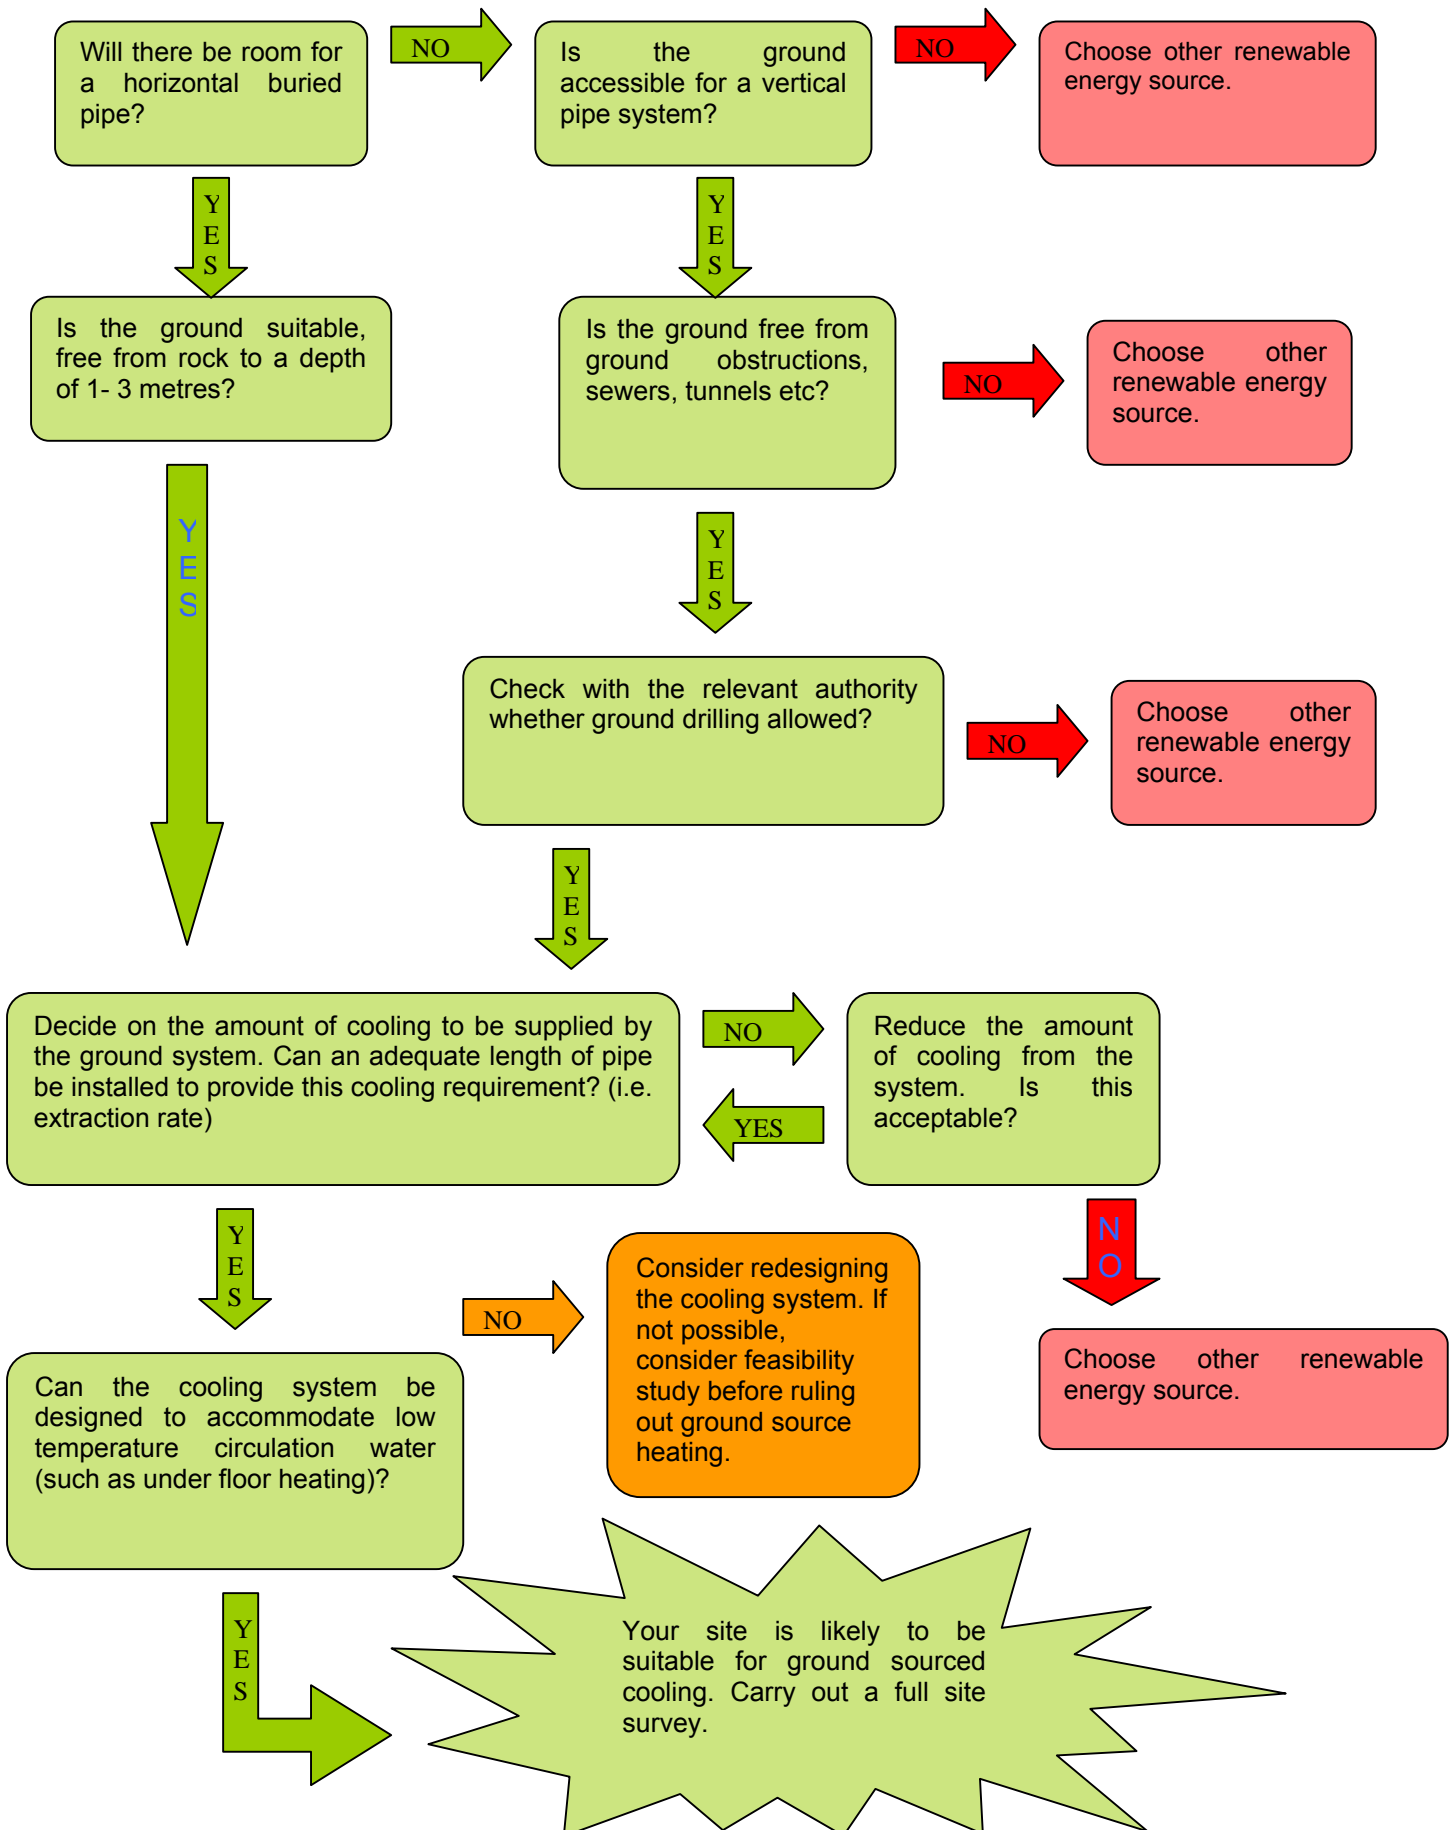 Will there be room for
a horizontal buried
pipe?
NO
Is the ground
accessible for a vertical
pipe system?
NO
Choose other renewable
energy source.
YES
YES
Is the ground suitable,
free from rock to a depth
of 1- 3 metres?
Is the ground free from
ground obstructions,
sewers, tunnels etc?
NO
Choose other
renewable energy
source.
YES
YES
Check with the relevant authority
whether ground drilling allowed?
NO
Choose other
renewable energy
source.
YES
Decide on the amount of cooling to be supplied by
the ground system. Can an adequate length of pipe
be installed to provide this cooling requirement? (i.e.
extraction rate)
NO
YES
Reduce the amount
of cooling from the
system. Is this
acceptable?
YES
NO
Consider redesigning
the cooling system. If
not possible,
consider feasibility
study before ruling
out ground source
heating.
NO
Choose other renewable
energy source.
Can the cooling system be
designed to accommodate low
temperature circulation water
(such as under floor heating)?
YES
Your site is likely to be
suitable for ground sourced
cooling. Carry out a full site
survey.